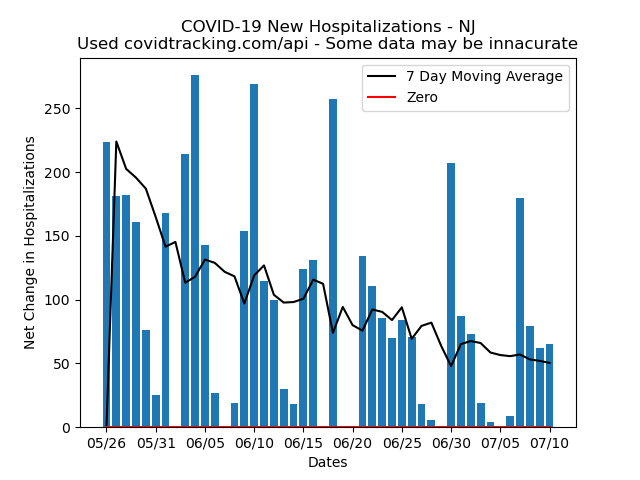 COVID-19 New Hospitalizations - NJ
Used covidtracking.com/api - Some data may be innacurate
7 Day Moving Average
Zero
Net Change in Hospitalizations
250
200
150
100
50
0
05/26 05/31 06/05 06/10 06/15 06/20 06/25 06/30 07/05 07/10
Dates